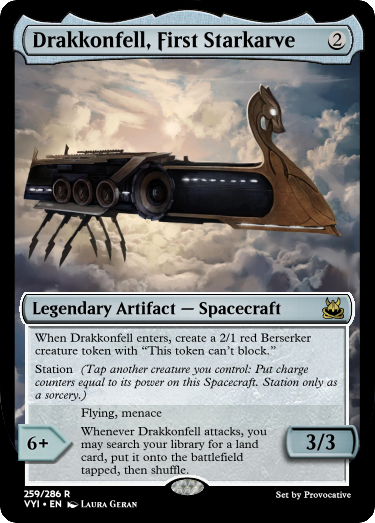 Drakkonfell, First Starkarve 2
Legendary Artifact — Spacecraft
When Drakkonfell enters, create a 2/1 red Berserker
creature token with “This token can’t block.”
Station (Tap another creature you control: Put charge
counters equal to its power on this Spacecraft. Station only as
a sorcery.)
Flying, menace
6+
Whenever Drakkonfell attacks, you
may search your library for a land
card, put it onto the battlefield
tapped, then shuffle.
3/3
259/286 R
VYI • EN Laura Geran
Set by Provocative